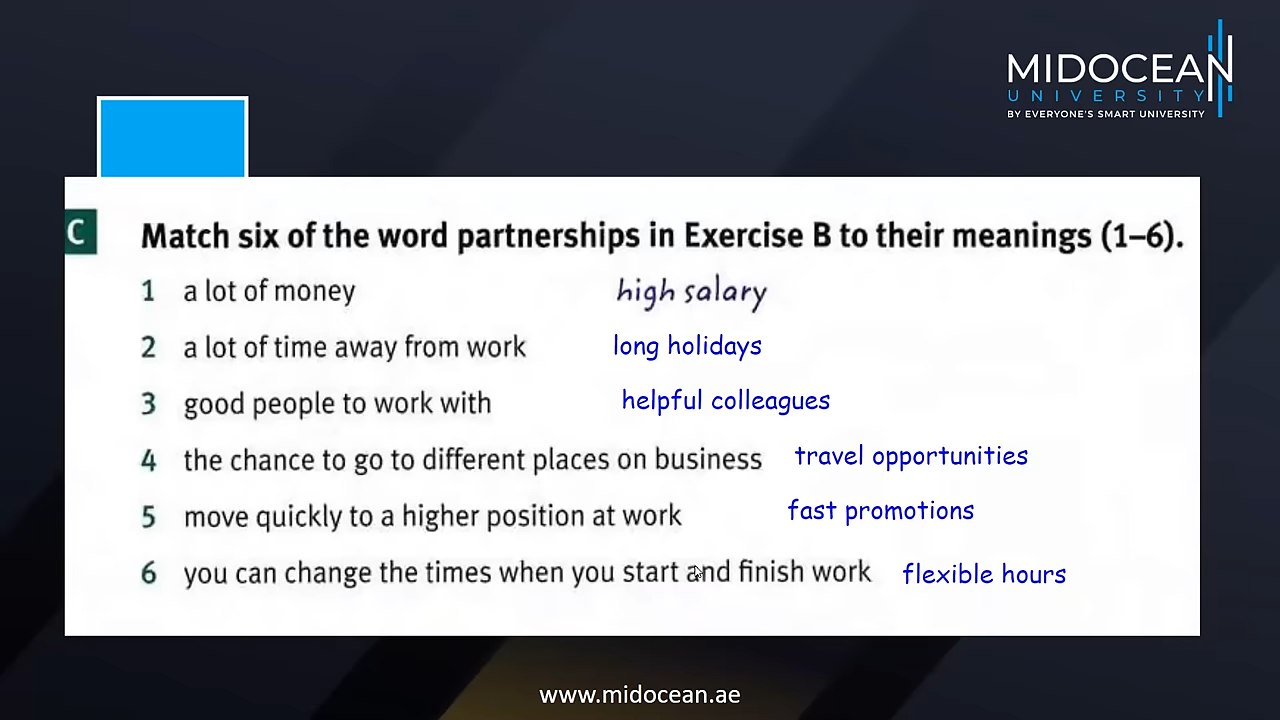 MIDOCEAN
UNIVERSITY
BY EVERYONE'S SMART UNIVERSITY
C Match six of the word partnerships in Exercise B to their meanings (1–6).
1 a lot of money high salary
2 a lot of time away from work long holidays
3 good people to work with helpful colleagues
4 the chance to go to different places on business travel opportunities
5 move quickly to a higher position at work fast promotions
6 you can change the times when you start and finish work flexible hours
www.midocean.ae